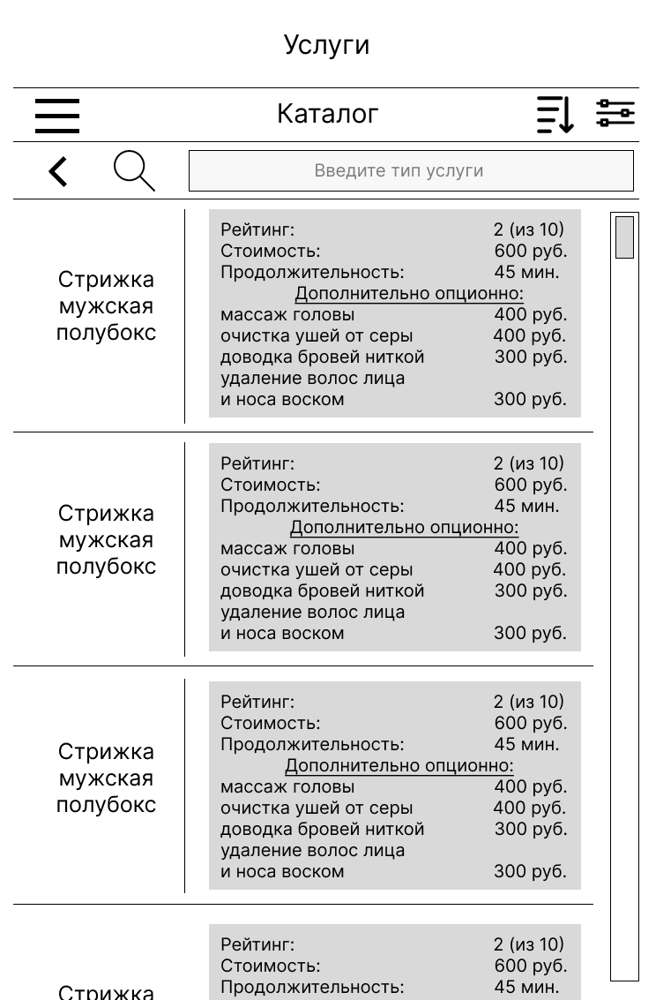 Услуги
Каталог
Введите тип услуги
Стрижка
мужская
полубокс
Рейтинг: 2 (из 10)
Стоимость: 600 руб.
Продолжительность: 45 мин.
Дополнительно опционно:
массаж головы 400 руб.
очистка ушей от серы 400 руб.
доводка бровей ниткой 300 руб.
удаление волос лица
и носа воском 300 руб.
Стрижка
мужская
полубокс
Рейтинг: 2 (из 10)
Стоимость: 600 руб.
Продолжительность: 45 мин.
Дополнительно опционно:
массаж головы 400 руб.
очистка ушей от серы 400 руб.
доводка бровей ниткой 300 руб.
удаление волос лица
и носа воском 300 руб.
Стрижка
мужская
полубокс
Рейтинг: 2 (из 10)
Стоимость: 600 руб.
Продолжительность: 45 мин.
Дополнительно опционно:
массаж головы 400 руб.
очистка ушей от серы 400 руб.
доводка бровей ниткой 300 руб.
удаление волос лица
и носа воском 300 руб.
Стрижка
Рейтинг: 2 (из 10)
Стоимость: 600 руб.
Продолжительность: 45 мин.